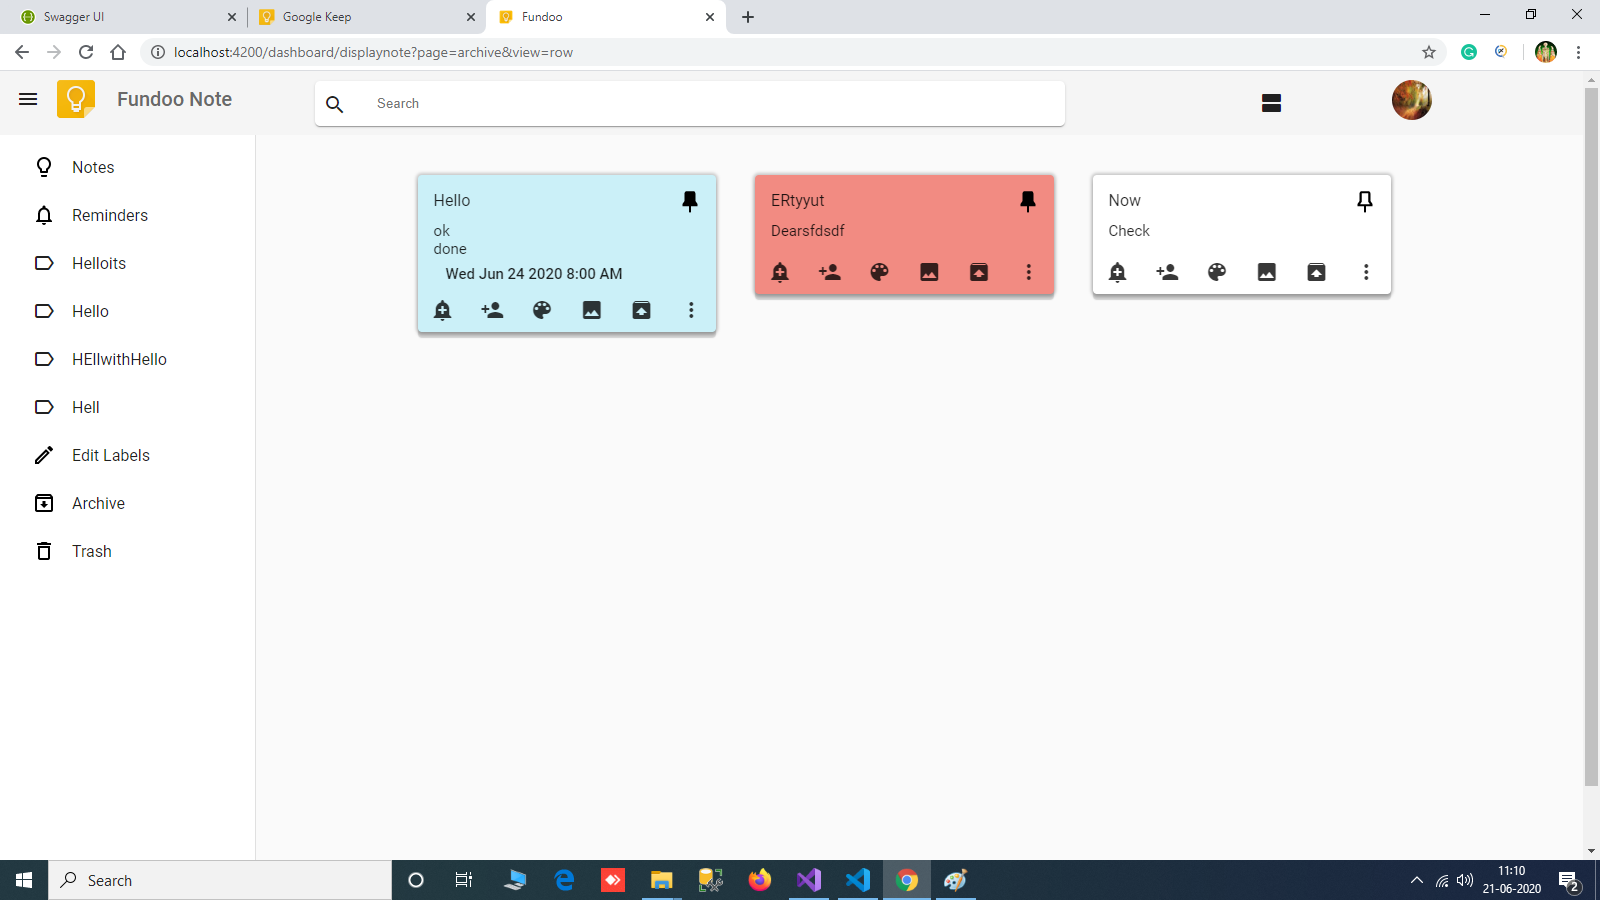 Swagger UI
Google Keep
Fundoo
localhost:4200/dashboard/displaynote?page=archive&view=row
Fundoo Note
Search
Notes
Reminders
Helloits
Hello
HEllwithHello
Hell
Edit Labels
Archive
Trash
Hello
ok
done
Wed Jun 24 2020 8:00 AM
ERtyyut
Dearsfdsdf
Now
Check
Search
11:10
21-06-2020
2